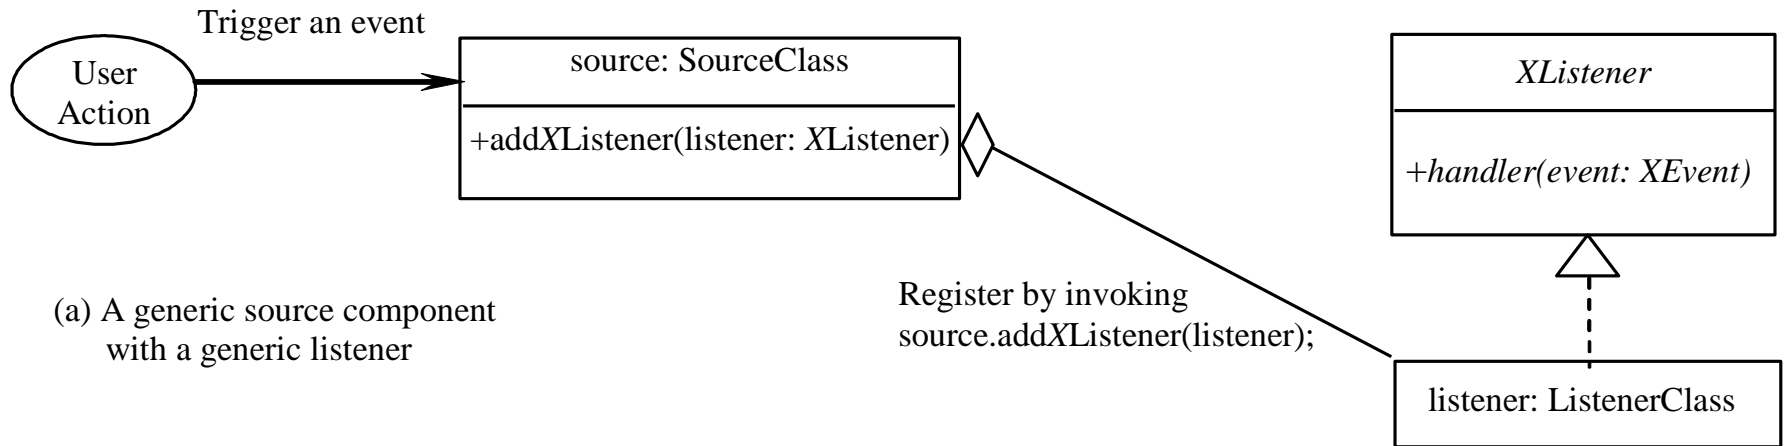 Trigger an event
User
Action
source: SourceClass
+addXListener(listener: XListener)
XListener
+handler(event: XEvent)
Register by invoking
source.addXListener(listener);
(a) A generic source component
with a generic listener
listener: ListenerClass